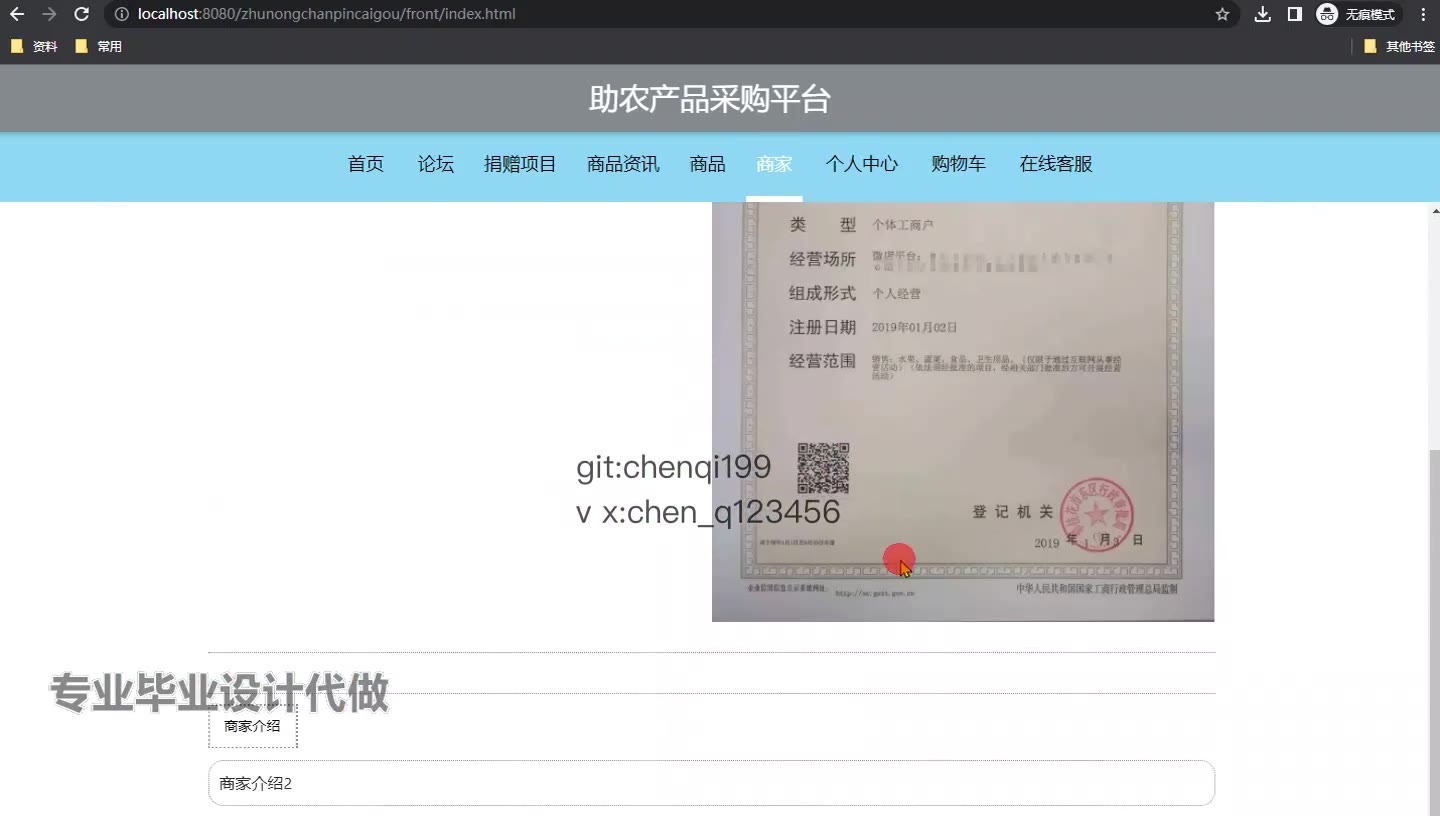 localhost:8080/zhunongchanpincaigou/front/index.html
无痕模式
资料
常用
其他书签
助农产品采购平台
首页
论坛
捐赠项目
商品资讯
商品
商家
个人中心
购物车
在线客服
类 型 个体工商户
经营场所 微店平台:
组成形式 个人经营
注册日期 2019年01月02日
经营范围
git:chenqi199
v x:chen_q123456
登记机关
2019 年 1 月 3 日
中华人民共和国国家工商行政管理总局监制
专业毕业设计代做
商家介绍
商家介绍2